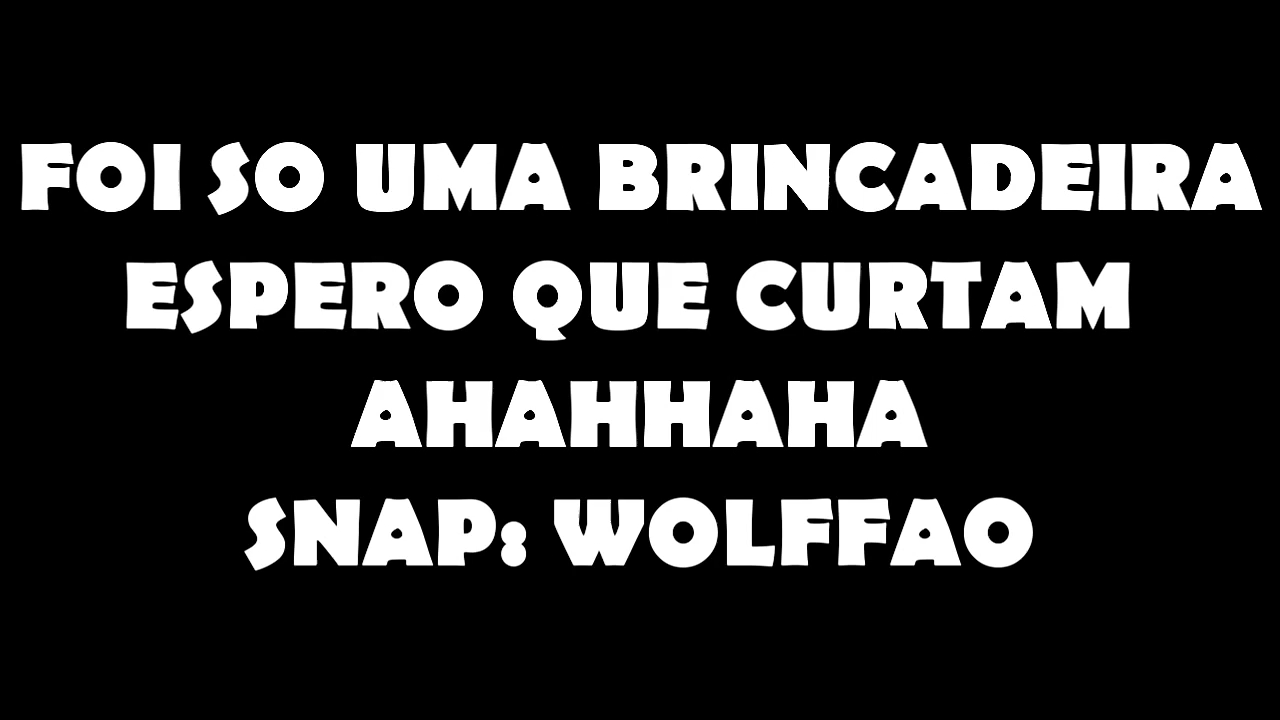 FOI SO UMA BRINCADEIRA
ESPERO QUE CURTAM
AHAHHAHA
SNAP: WOLFFAO